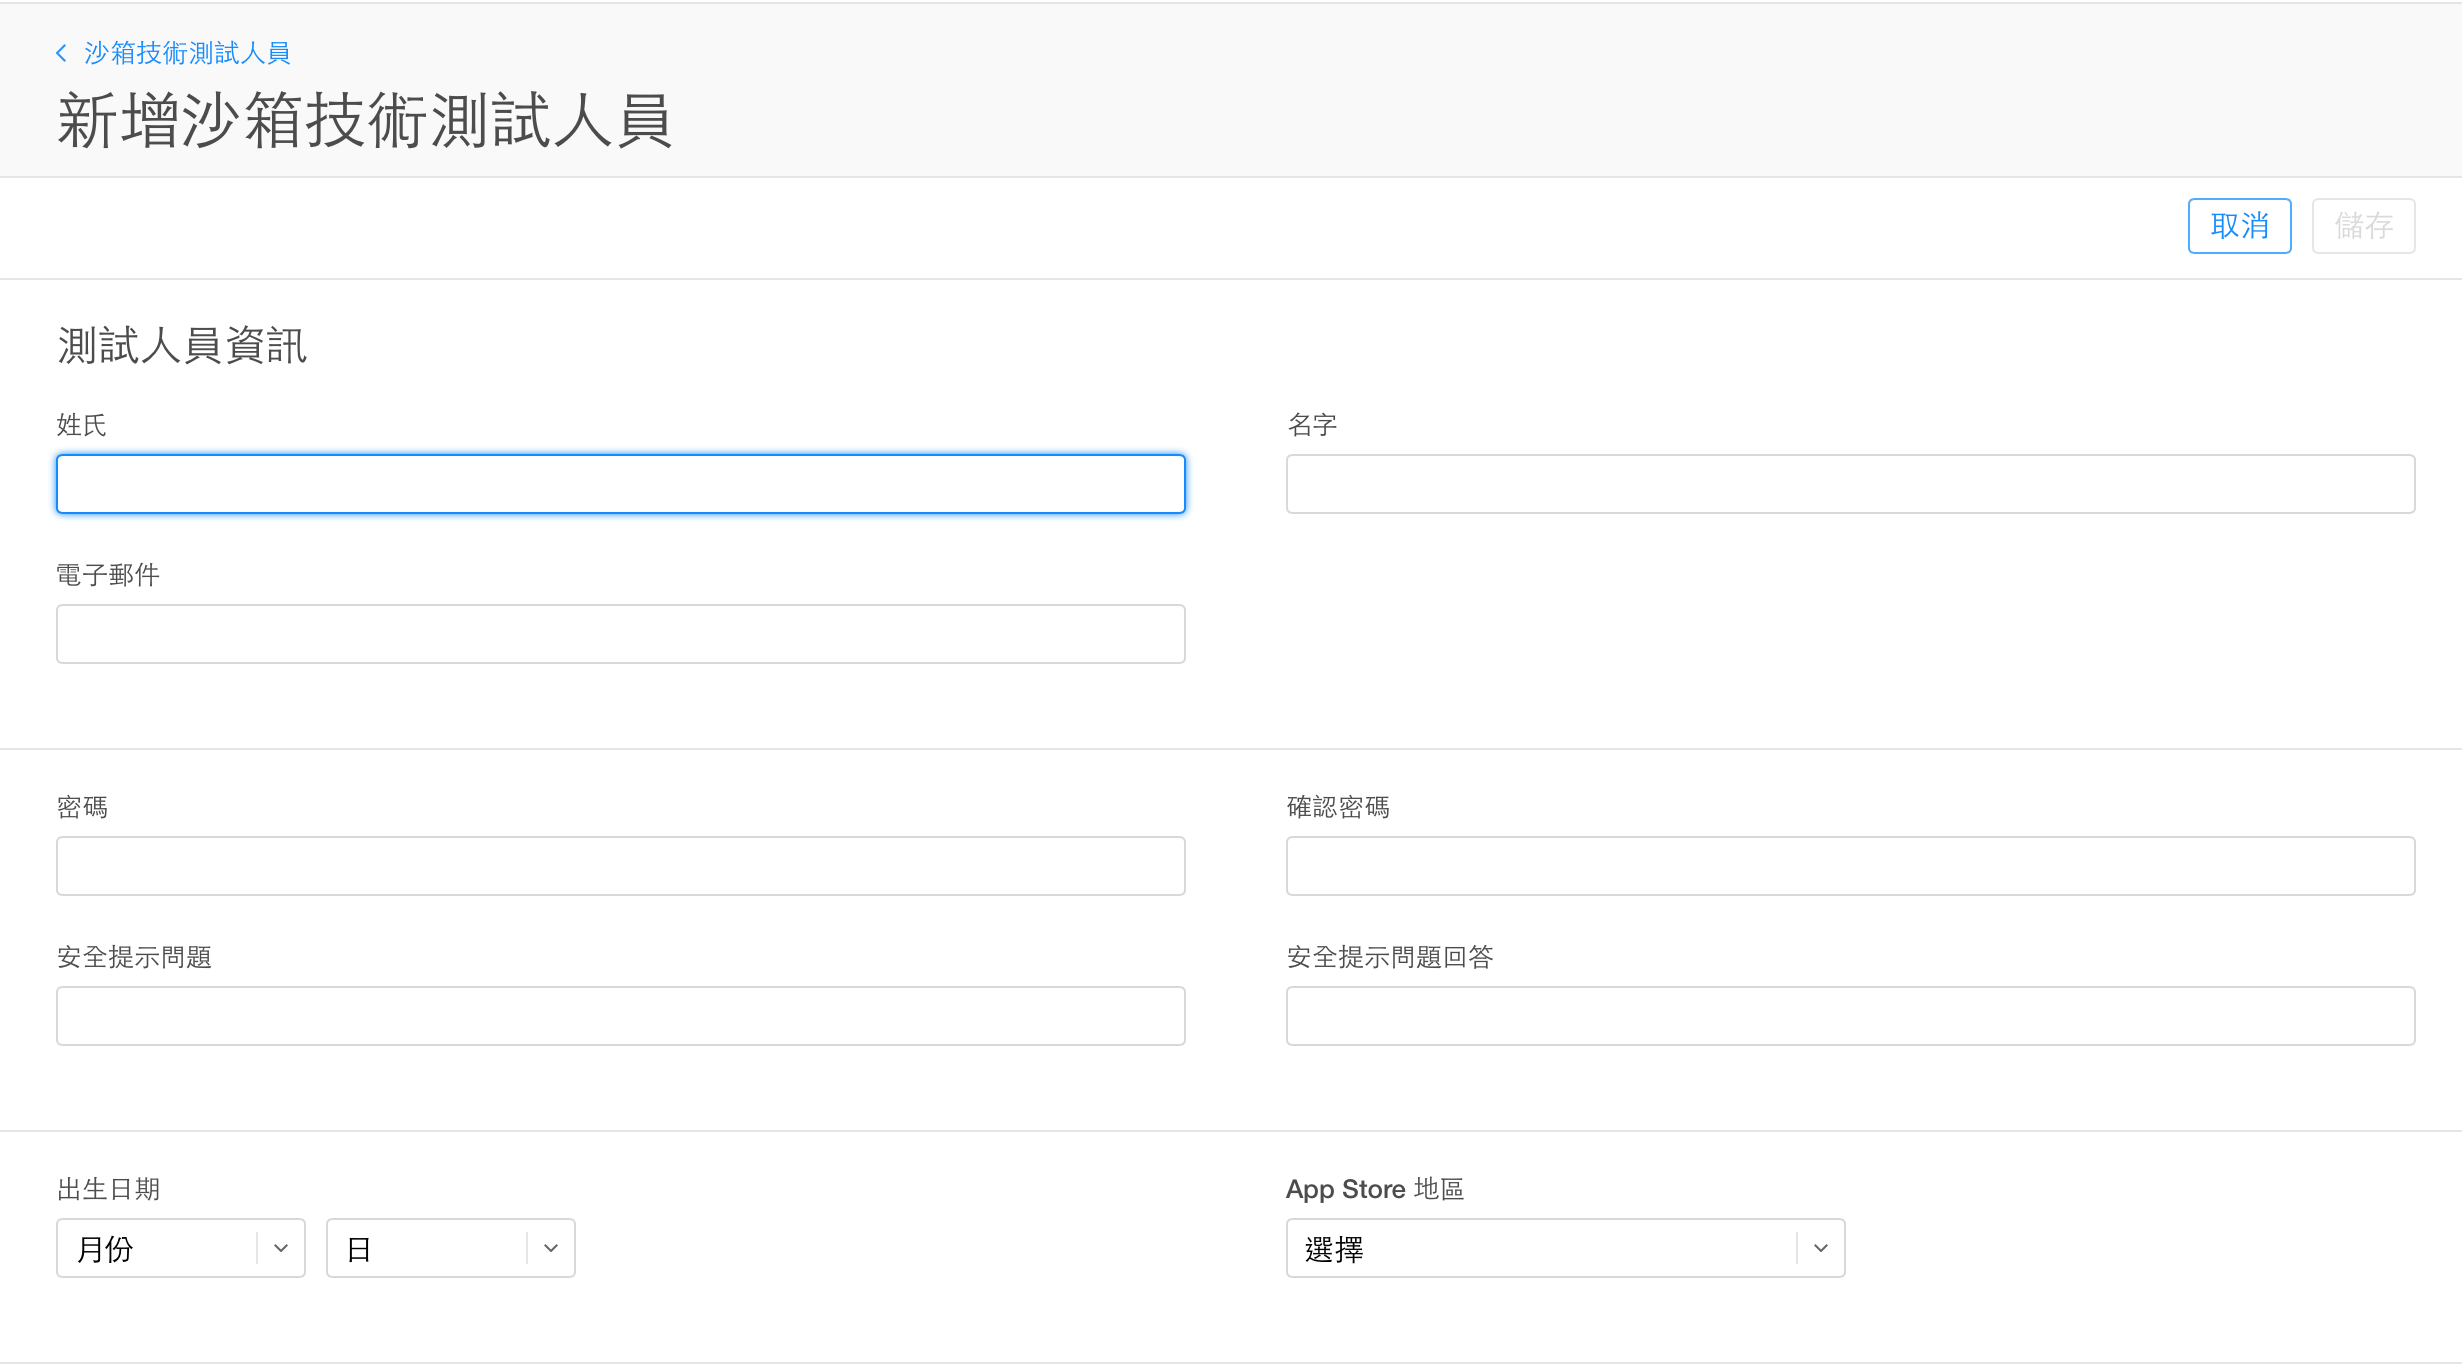 沙箱技術測試人員
新增沙箱技術測試人員
取消 儲存
測試人員資訊
姓氏 名字
電子郵件
密碼 確認密碼
安全提示問題 安全提示問題回答
出生日期 App Store 地區
月份 日 選擇